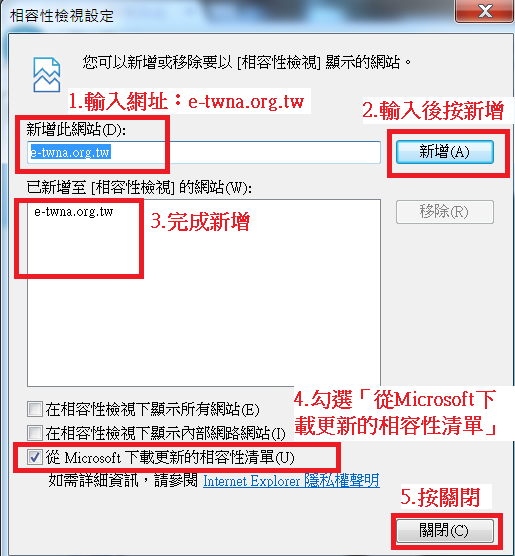 相容性檢視設定
您可以新增或移除要以 [相容性檢視] 顯示的網站。
1.輸入網址：e-twna.org.tw
2.輸入後按新增
新增此網站(D):
e-twna.org.tw
新增(A)
已新增至 [相容性檢視] 的網站(W):
e-twna.org.tw
移除(R)
3.完成新增
4.勾選「從Microsoft下
載更新的相容性清單」
在相容性檢視下顯示所有網站(E)
在相容性檢視下顯示內部網路網站(I)
從 Microsoft 下載更新的相容性清單(U)
如需詳細資訊，請參閱 Internet Explorer 隱私權聲明
5.按關閉
關閉(C)